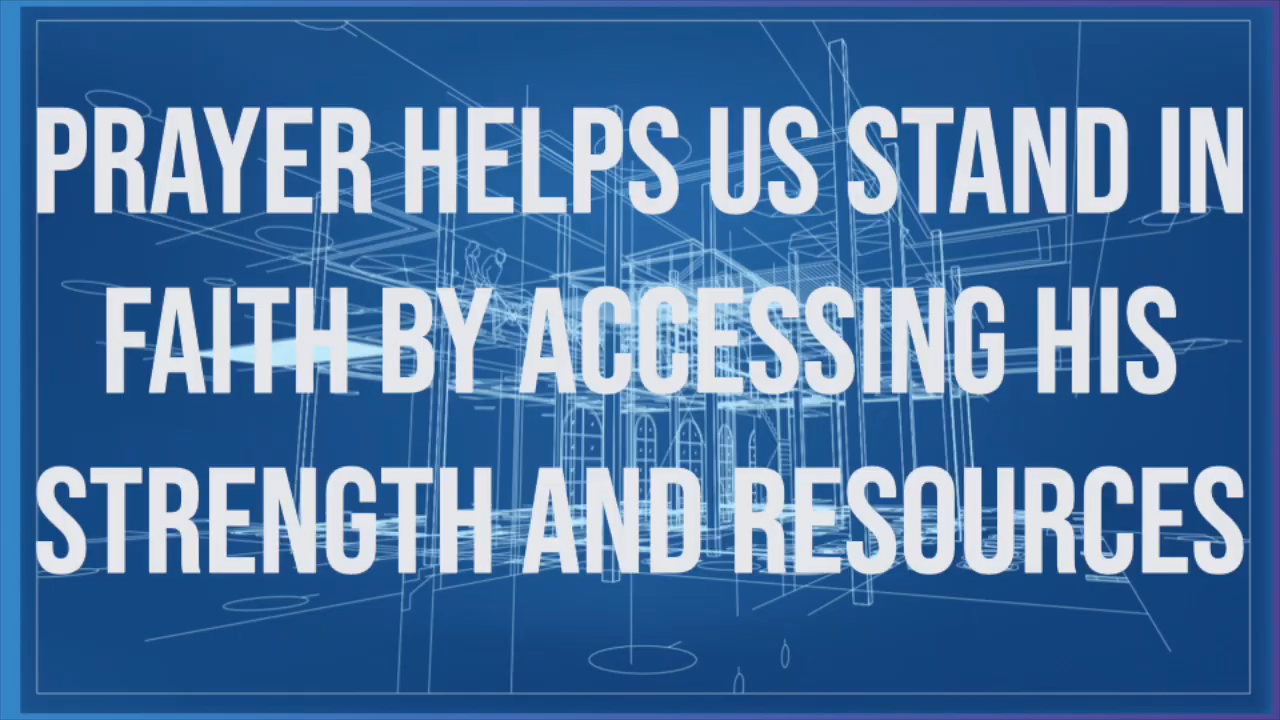 PRAYER HELPS US STAND IN
FAITH BY ACCESSING HIS
STRENGTH AND RESOURCES